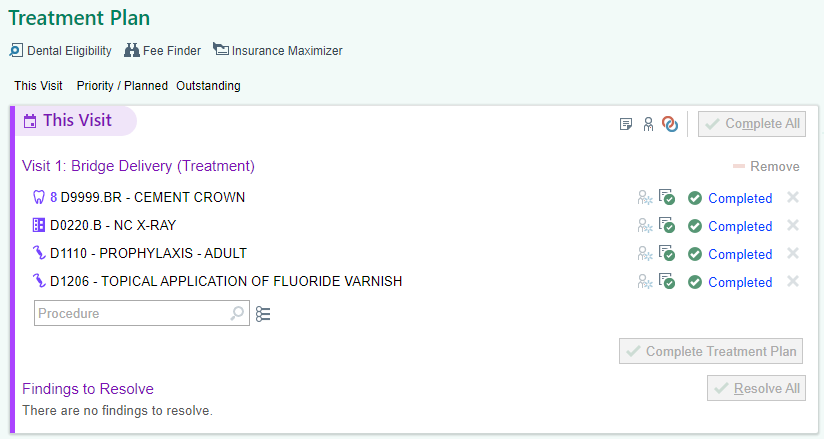 Treatment Plan
Dental Eligibility Fee Finder Insurance Maximizer
This Visit Priority / Planned Outstanding
This Visit Complete All
Visit 1: Bridge Delivery (Treatment) Remove
8 D9999.BR - CEMENT CROWN Completed
D0220.B - NC X-RAY Completed
D1110 - PROPHYLAXIS - ADULT Completed
D1206 - TOPICAL APPLICATION OF FLUORIDE VARNISH Completed
Procedure
Complete Treatment Plan
Findings to Resolve Resolve All
There are no findings to resolve.